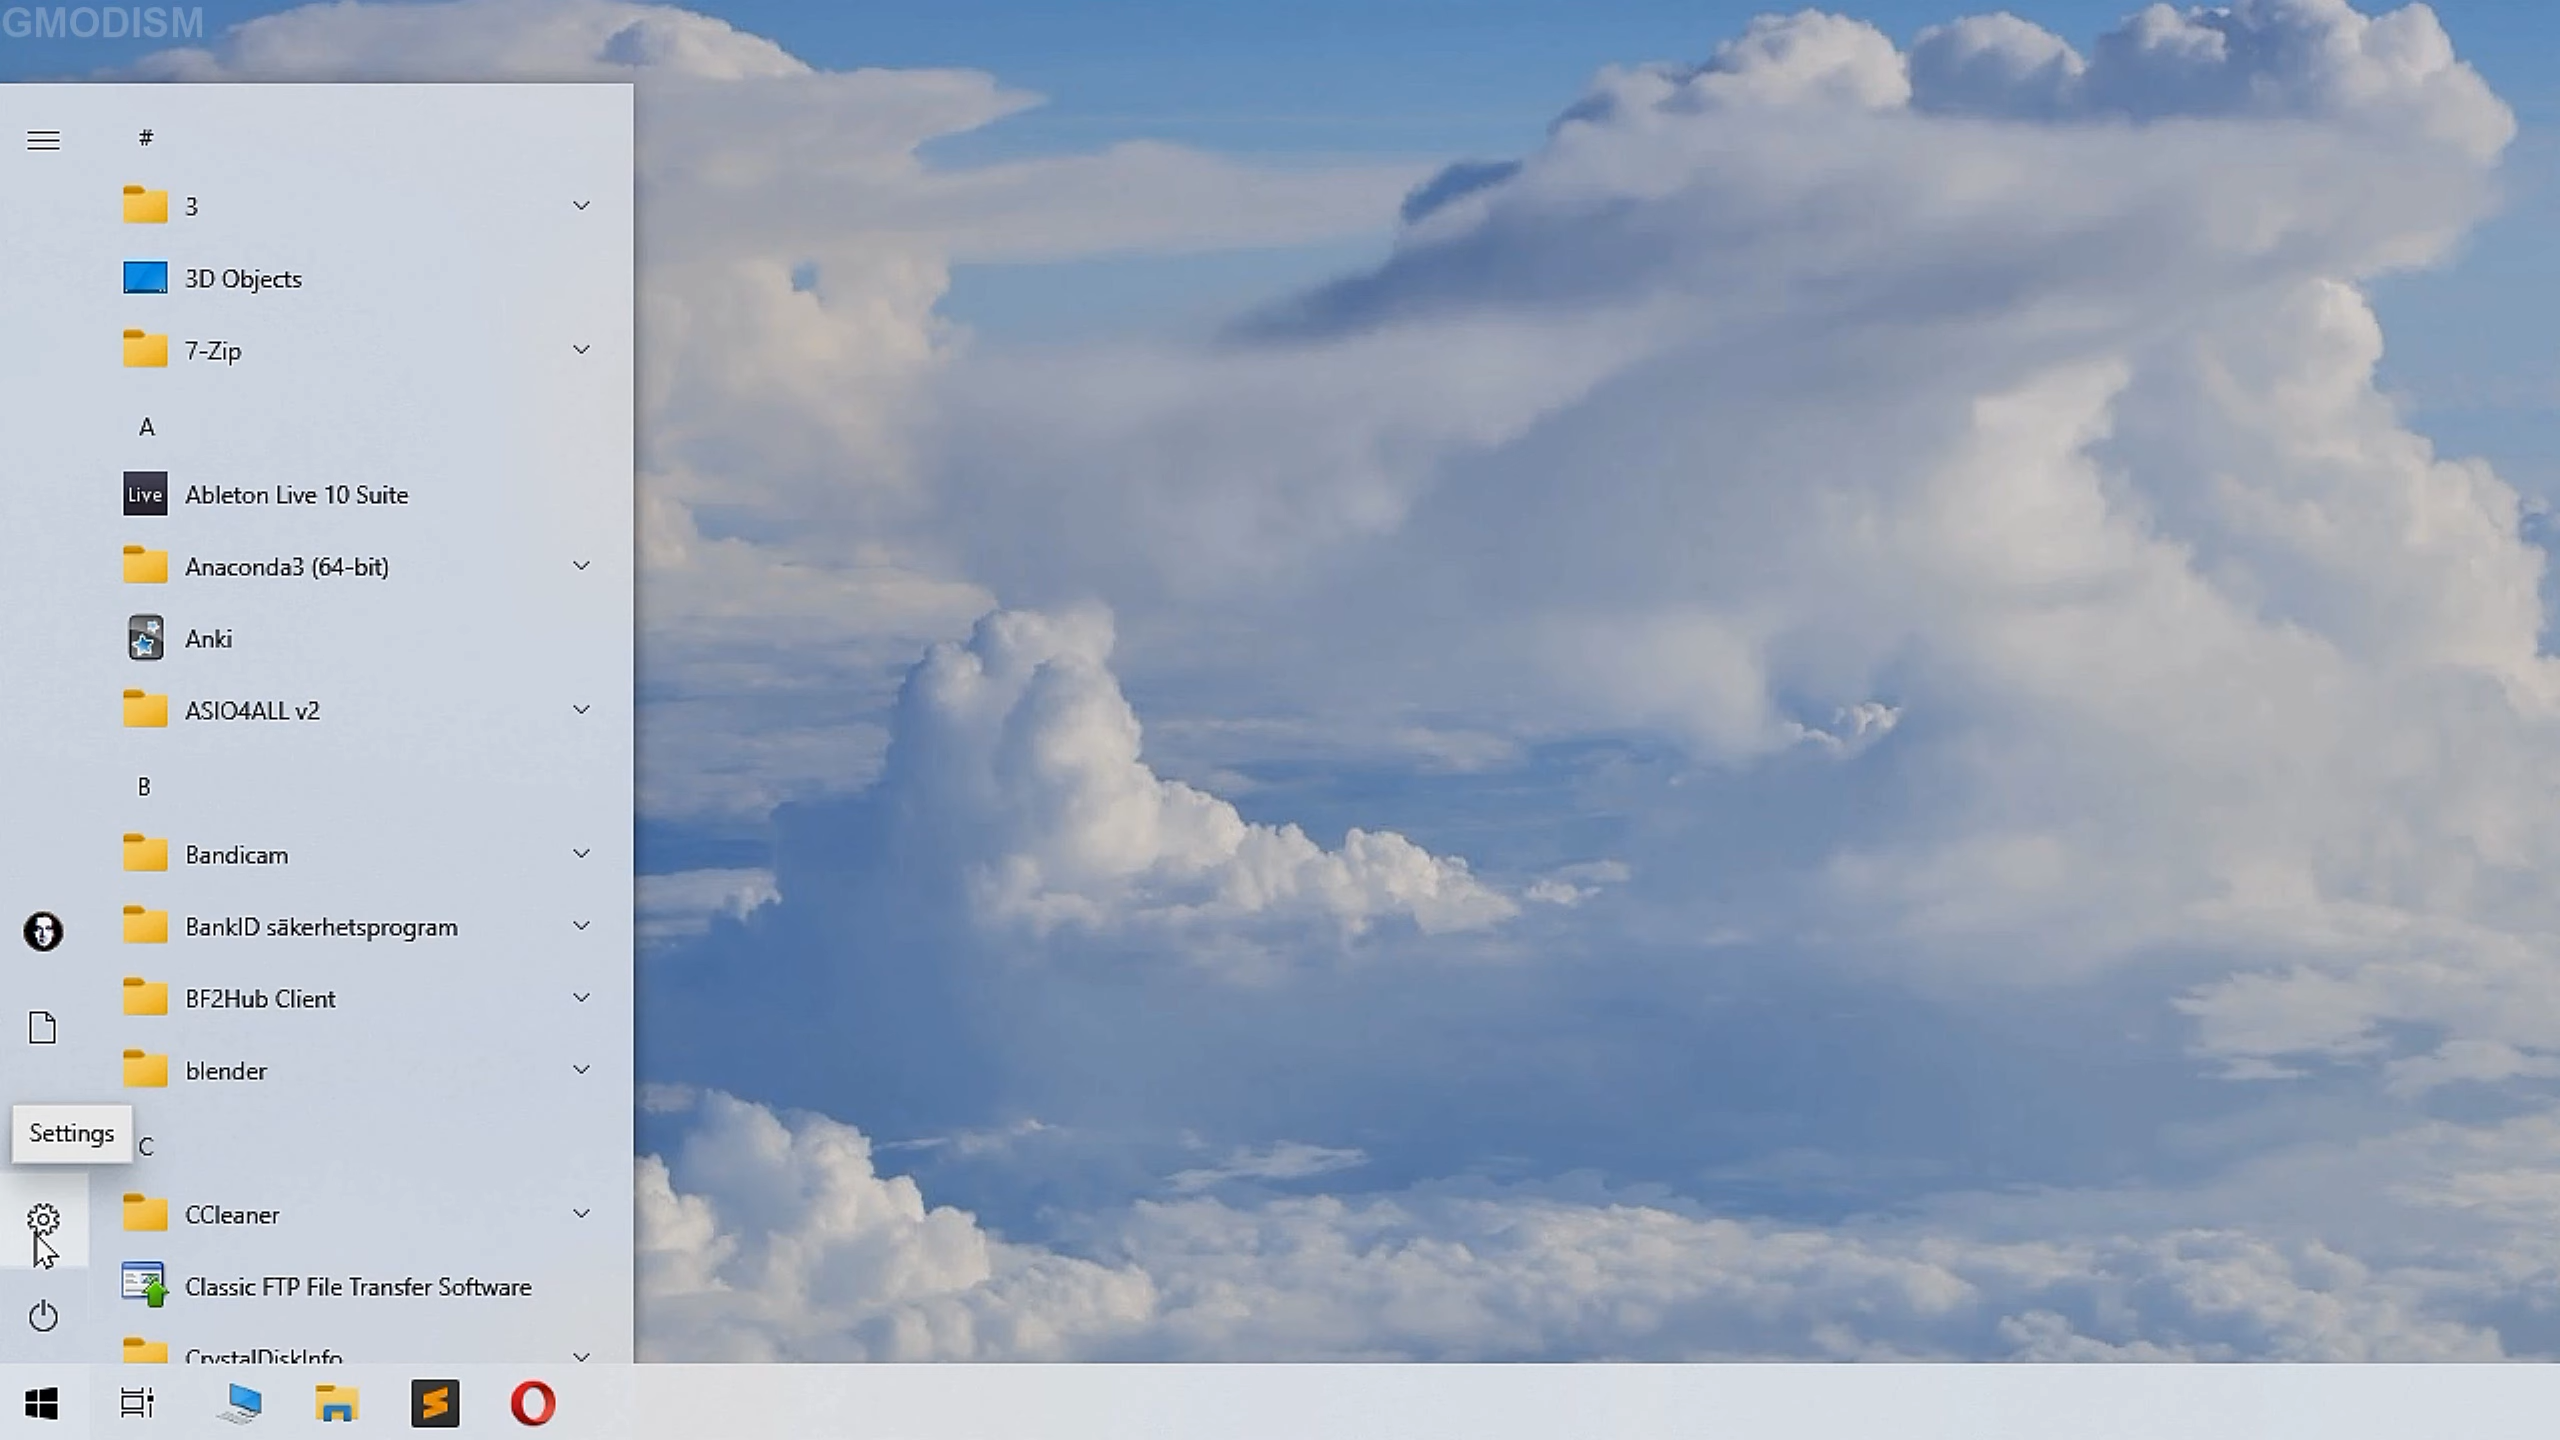 GMODISM
#
3
3D Objects
7-Zip
A
Live
Ableton Live 10 Suite
Anaconda3 (64-bit)
Anki
ASIO4ALL v2
B
Bandicam
BankID säkerhetsprogram
BF2Hub Client
blender
Settings
C
CCleaner
Classic FTP File Transfer Software
CrystalDiskInfo